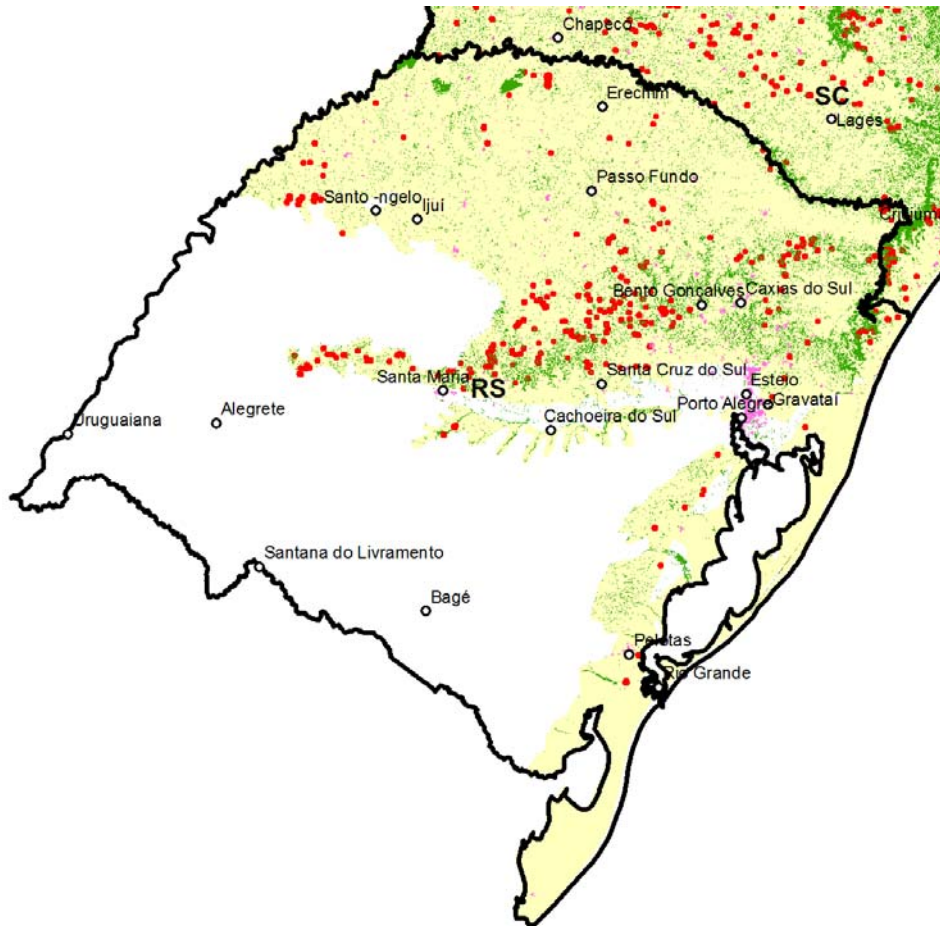 Chapecó
Erechim
SC
Lages
Passo Fundo
Santo -ngelo
Ijuí
Bento Gonçalves
Caxias do Sul
Santa Maria
RS
Santa Cruz do Sul
Esteio
Gravataí
Porto Alegre
Alegrete
Cachoeira do Sul
Uruguaiana
Santana do Livramento
Bagé
Pelotas
Rio Grande